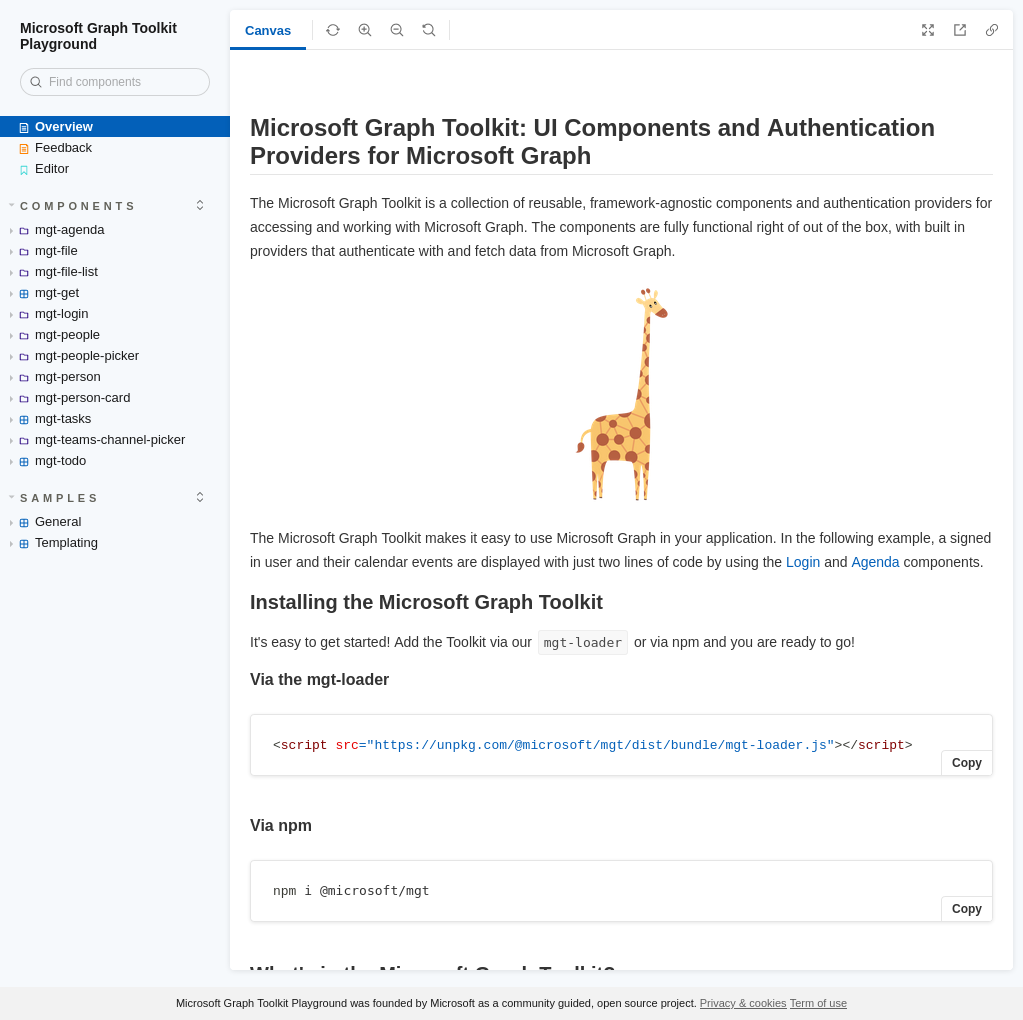 Microsoft Graph Toolkit
Playground
Find components
Overview
Feedback
Editor
COMPONENTS
mgt-agenda
mgt-file
mgt-file-list
mgt-get
mgt-login
mgt-people
mgt-people-picker
mgt-person
mgt-person-card
mgt-tasks
mgt-teams-channel-picker
mgt-todo
SAMPLES
General
Templating
Canvas
Microsoft Graph Toolkit: UI Components and Authentication
Providers for Microsoft Graph
The Microsoft Graph Toolkit is a collection of reusable, framework-agnostic components and authentication providers for
accessing and working with Microsoft Graph. The components are fully functional right of out of the box, with built in
providers that authenticate with and fetch data from Microsoft Graph.
The Microsoft Graph Toolkit makes it easy to use Microsoft Graph in your application. In the following example, a signed
in user and their calendar events are displayed with just two lines of code by using the Login and Agenda components.
Installing the Microsoft Graph Toolkit
It's easy to get started! Add the Toolkit via our mgt-loader or via npm and you are ready to go!
Via the mgt-loader
<script src="https://unpkg.com/@microsoft/mgt/dist/bundle/mgt-loader.js"></script>
Copy
Via npm
npm i @microsoft/mgt
Copy
What's in the Microsoft Graph Toolkit?
Microsoft Graph Toolkit Playground was founded by Microsoft as a community guided, open source project. Privacy & cookies Term of use